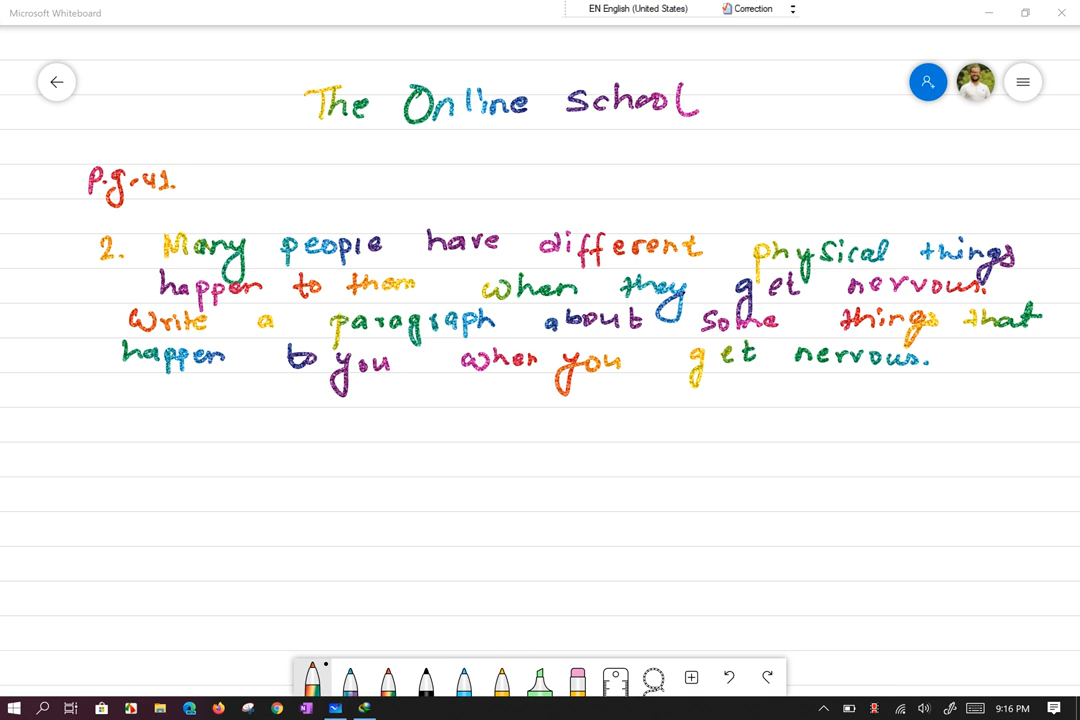 Microsoft Whiteboard
EN English (United States)
Correction
The Online School
P.g-41.
2. Many people have different physical things
happen to them when they get nervous.
Write a paragraph about some things that
happen to you when you get nervous.
9:16 PM